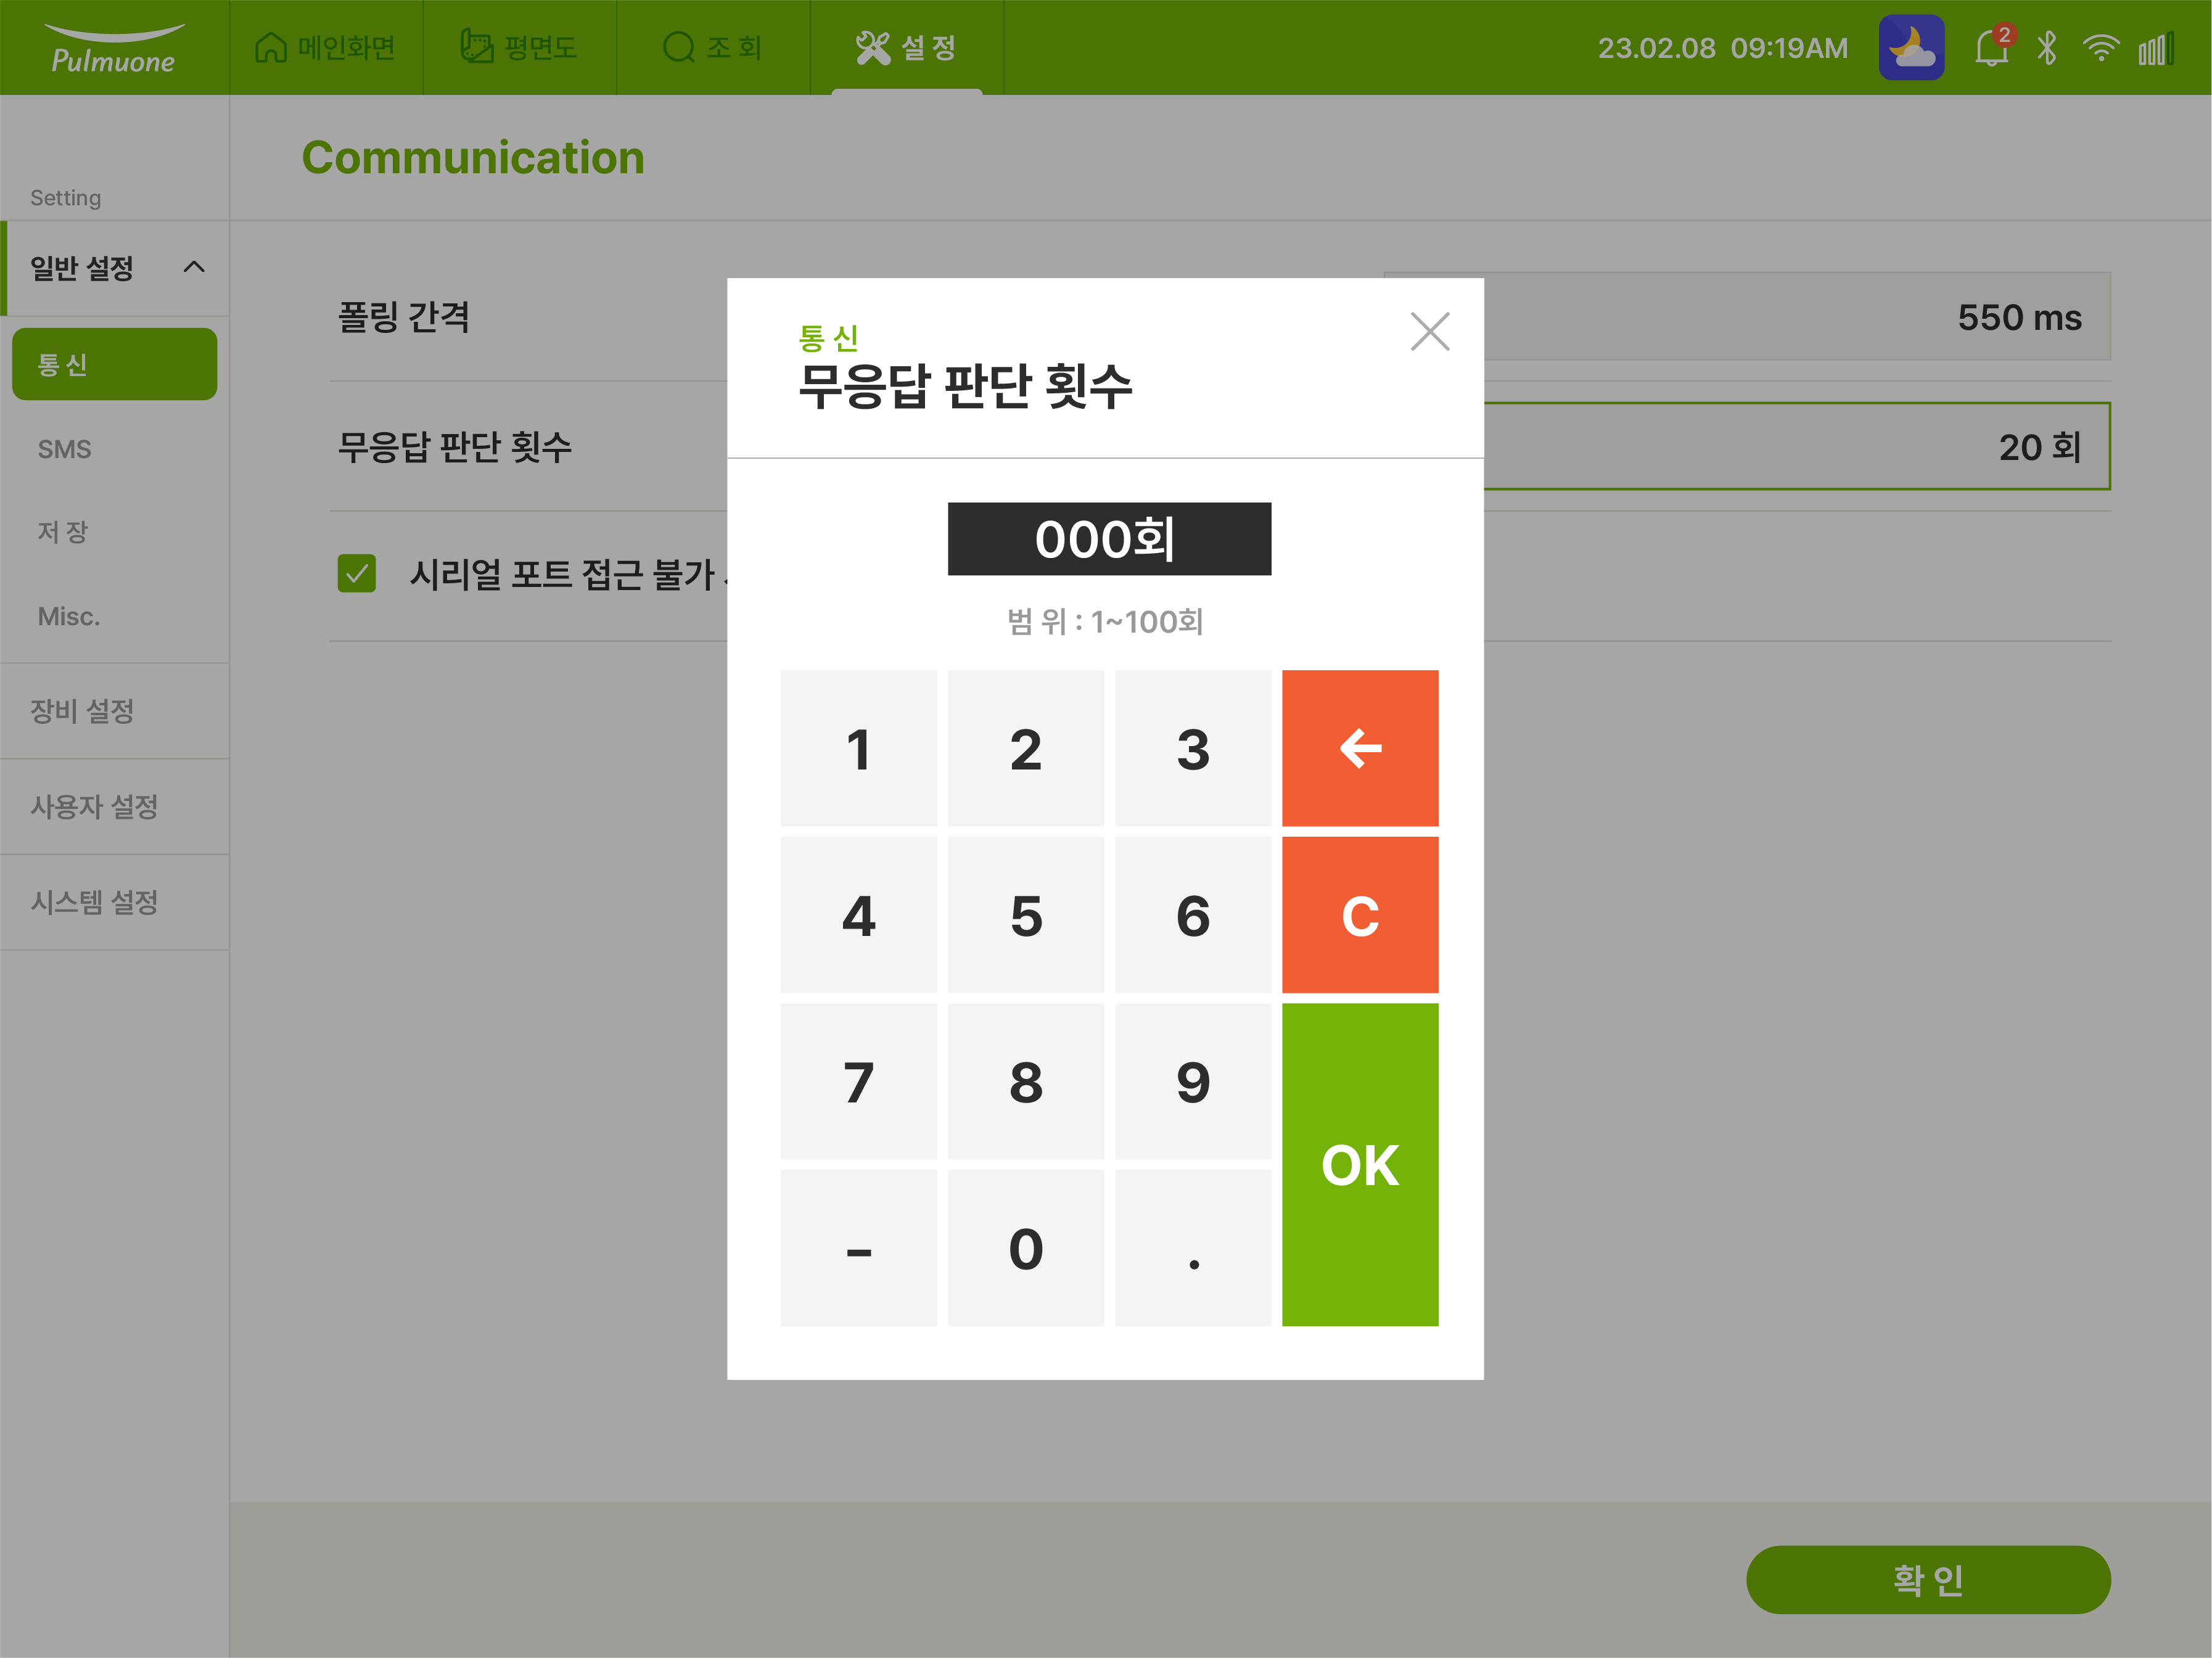 Pulmuone
메인화면
평면도
조 회
설 정
23.02.08 09:19AM
2
Setting
일반 설정
통 신
SMS
저 장
Misc.
장비 설정
사용자 설정
시스템 설정
Communication
폴링 간격
550 ms
무응답 판단 횟수
20 회
시리얼 포트 접근 불가
통 신
무응답 판단 횟수
000회
범 위 : 1~100회
1 2 3 ←
4 5 6 C
7 8 9
OK
- 0 .
확 인